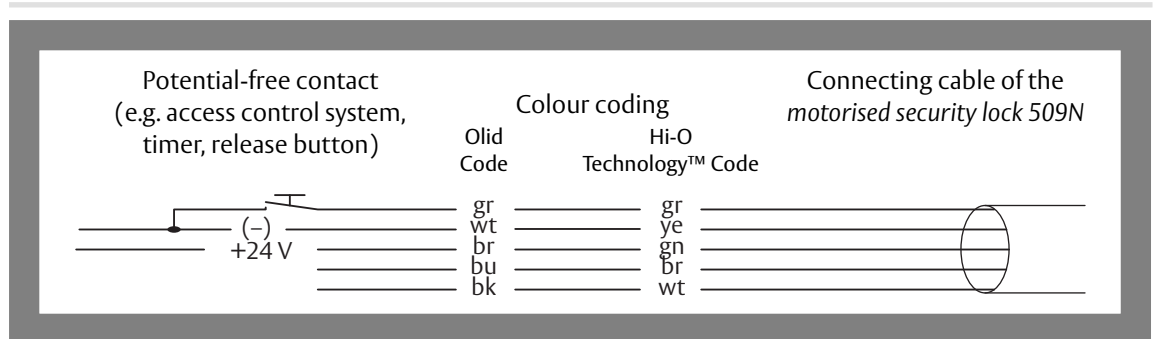 Potential-free contact
(e.g. access control system,
timer, release button)
Colour coding
Olid
Code
Hi-O
Technology™ Code
Connecting cable of the
motorised security lock 509N
gr gr
(–) wt ye
+24 V br gn
bu br
bk wt